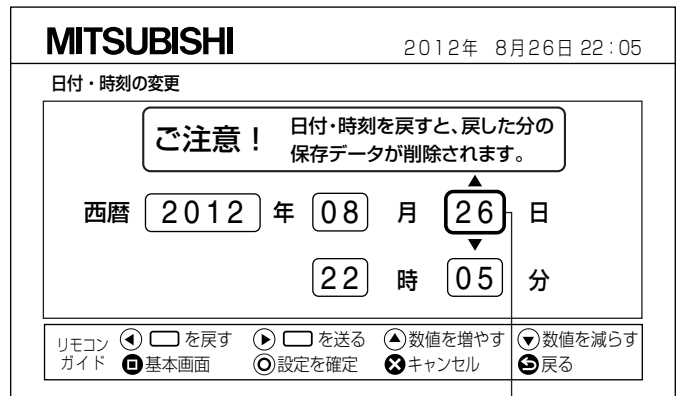 MITSUBISHI 2012年 8月26日 22:05
日付・時刻の変更
ご注意！ 日付・時刻を戻すと、戻した分の
保存データが削除されます。
西暦 2012 年 08 月 26 日
22 時 05 分
リモコン ガイド
を戻す を送る 数値を増やす 数値を減らす
基本画面 設定を確定 キャンセル 戻る